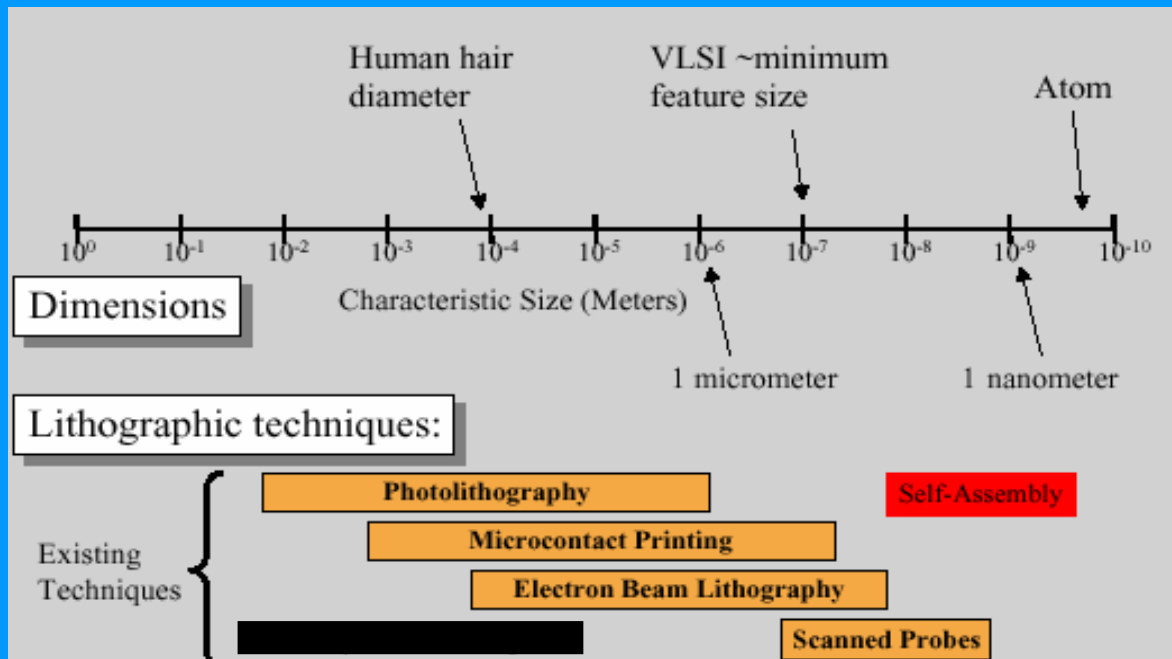 Human hair
diameter
VLSI ~minimum
feature size
Atom
10⁰ 10⁻¹ 10⁻² 10⁻³ 10⁻⁴ 10⁻⁵ 10⁻⁶ 10⁻⁷ 10⁻⁸ 10⁻⁹ 10⁻¹⁰
Dimensions
Characteristic Size (Meters)
1 micrometer
1 nanometer
Lithographic techniques:
Existing
Techniques
Photolithography
Self-Assembly
Microcontact Printing
Electron Beam Lithography
Scanned Probes